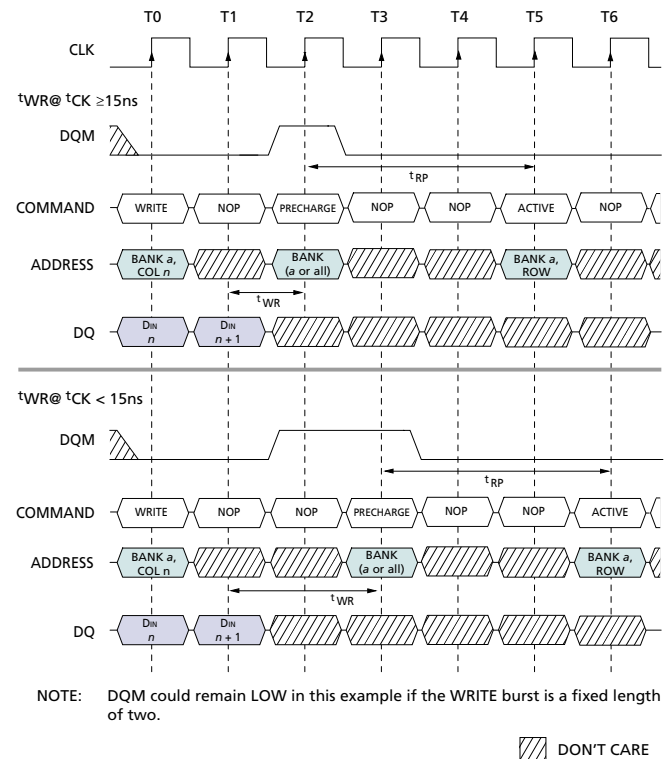 T0 T1 T2 T3 T4 T5 T6
CLK
tWR@ tCK ≥15ns
DQM
tRP
COMMAND WRITE NOP PRECHARGE NOP NOP ACTIVE NOP
ADDRESS BANK a, COL n BANK (a or all) BANK a, ROW
tWR
DQ DIN n DIN n + 1
tWR@ tCK < 15ns
DQM
tRP
COMMAND WRITE NOP NOP PRECHARGE NOP NOP ACTIVE
ADDRESS BANK a, COL n BANK (a or all) BANK a, ROW
tWR
DQ DIN n DIN n + 1
NOTE: DQM could remain LOW in this example if the WRITE burst is a fixed length
of two.
DON'T CARE